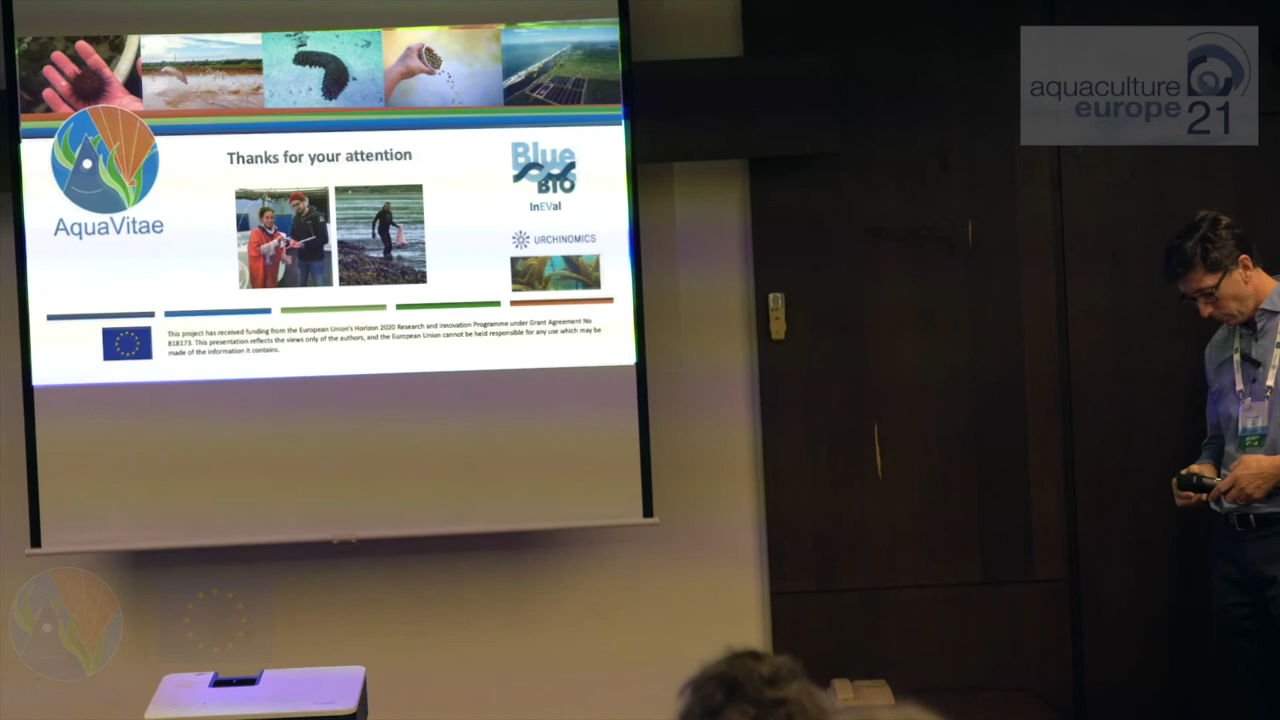 aquaculture
europe
21
Thanks for your attention
AquaVitae
Blue
BIO
InEVal
URCHINOMICS
This project has received funding from the European Union's Horizon 2020 Research and Innovation Programme under Grant Agreement No
818173. This presentation reflects the views only of the authors, and the European Union cannot be held responsible for any use which may be
made of the information it contains.